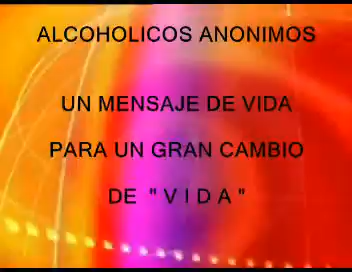 ALCOHOLICOS ANONIMOS
UN MENSAJE DE VIDA
PARA UN GRAN CAMBIO
DE " V I D A "